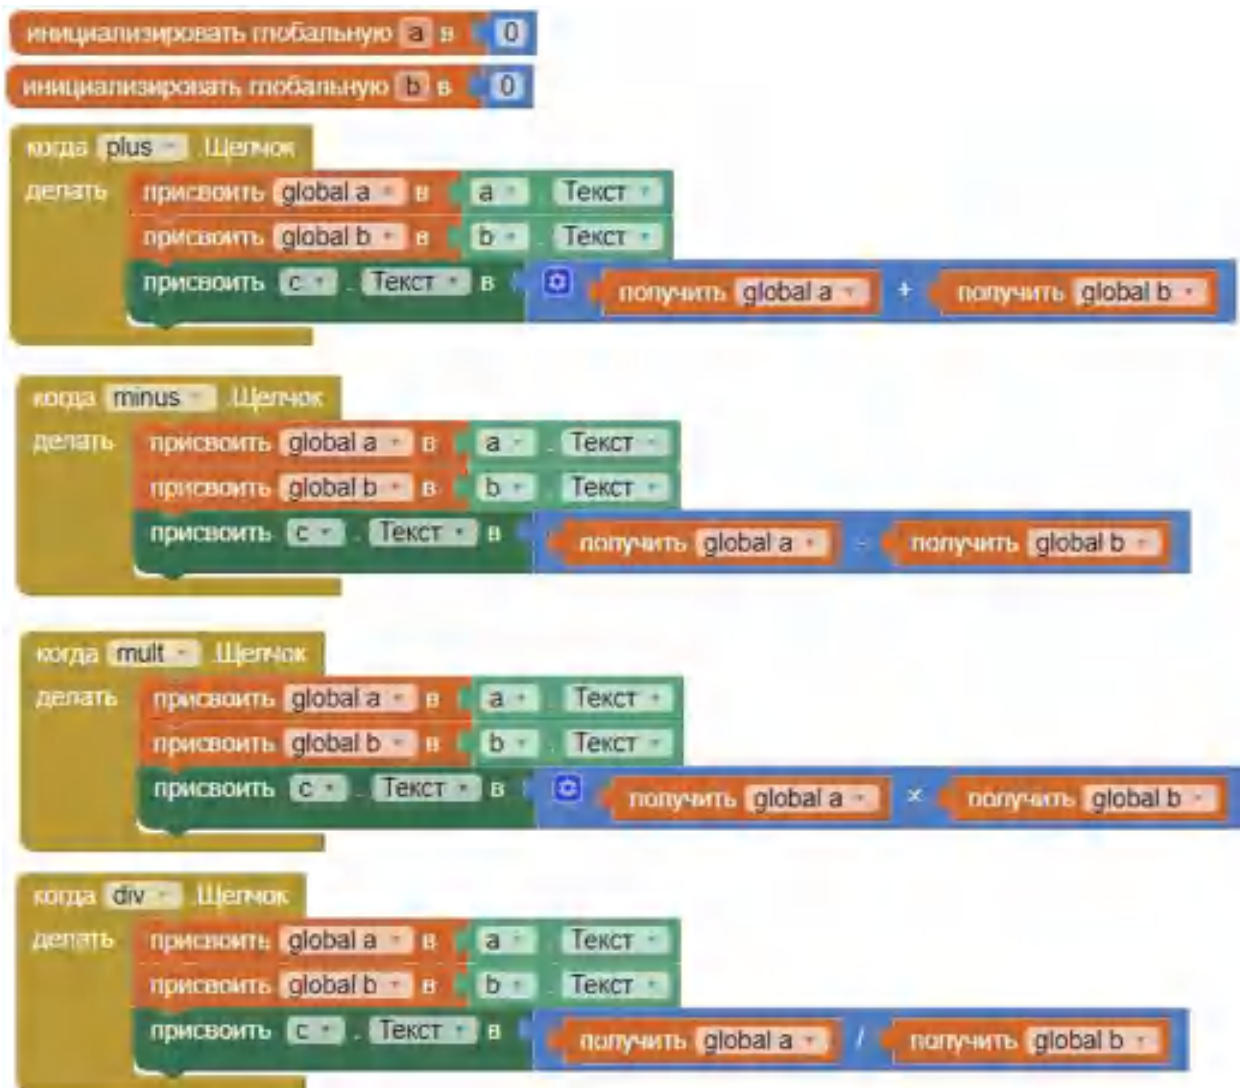 инициализировать глобальную a в 0
инициализировать глобальную b в 0
когда plus .Щелчок
делать присвоить global a в a . Текст
присвоить global b в b . Текст
присвоить c . Текст в получить global a + получить global b
когда minus .Щелчок
делать присвоить global a в a . Текст
присвоить global b в b . Текст
присвоить c . Текст в получить global a - получить global b
когда mult .Щелчок
делать присвоить global a в a . Текст
присвоить global b в b . Текст
присвоить c . Текст в получить global a × получить global b
когда div .Щелчок
делать присвоить global a в a . Текст
присвоить global b в b . Текст
присвоить c . Текст в получить global a / получить global b